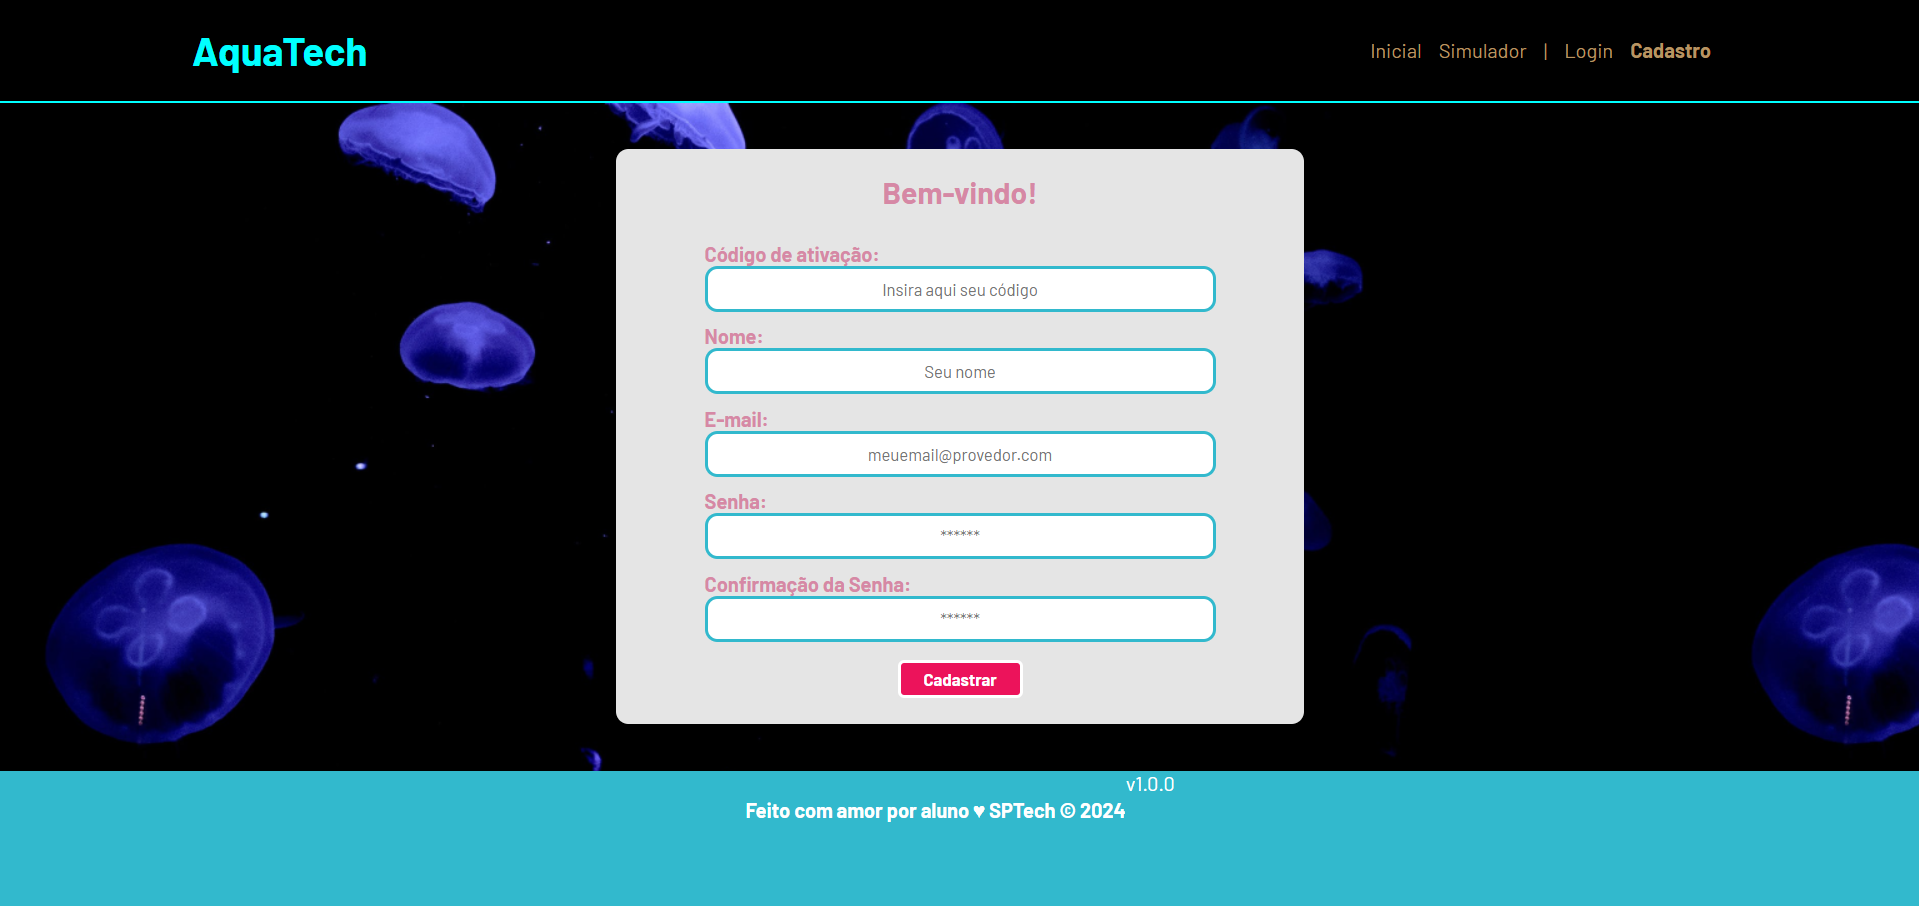 AquaTech
Inicial Simulador | Login Cadastro
Bem-vindo!
Código de ativação:
Insira aqui seu código
Nome:
Seu nome
E-mail:
meuemail@provedor.com
Senha:
******
Confirmação da Senha:
******
Cadastrar
v1.0.0
Feito com amor por aluno ♥ SPTech © 2024